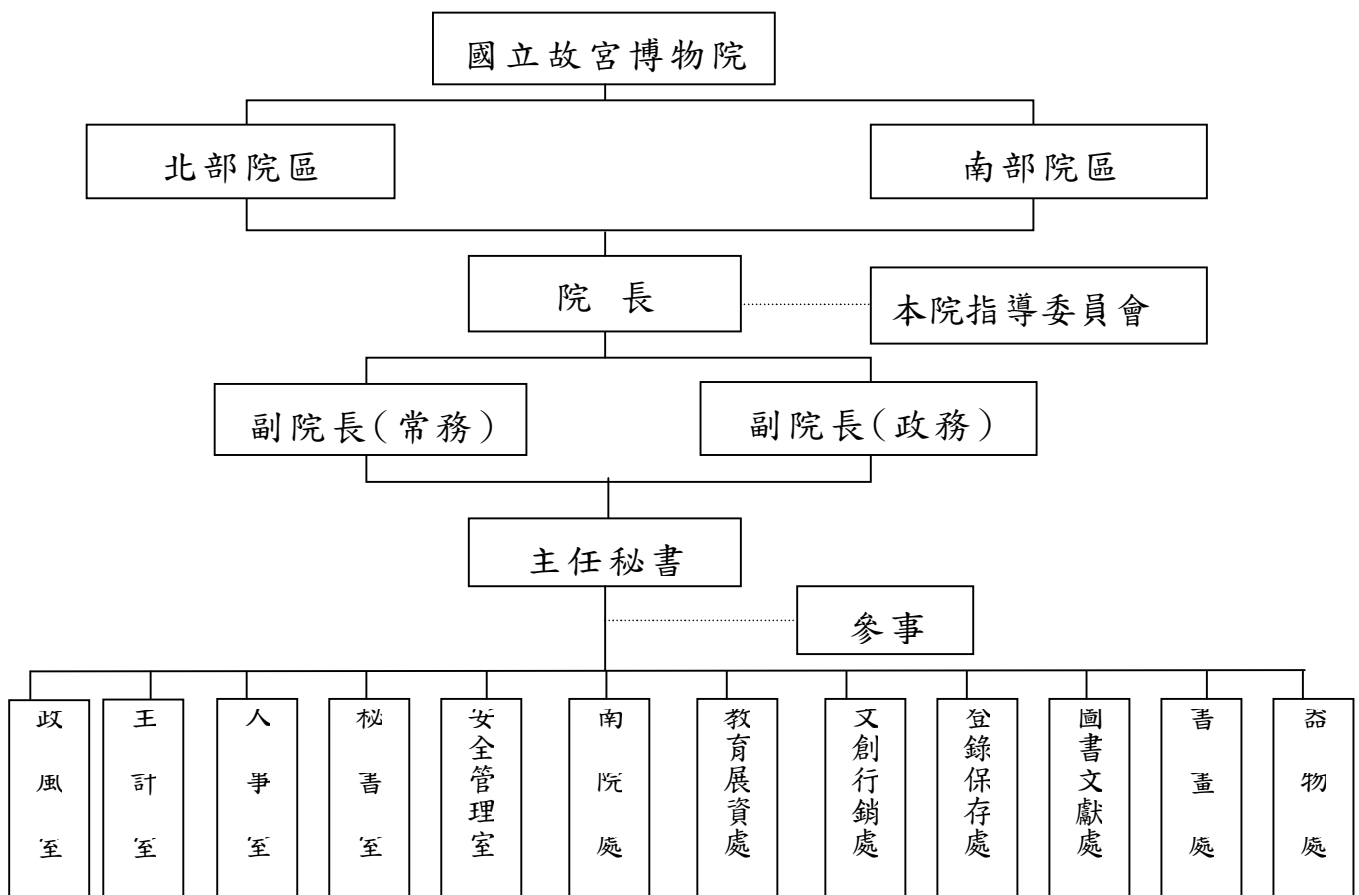 國立故宮博物院
北部院區
南部院區
院長
本院指導委員會
副院長(常務)
副院長(政務)
主任秘書
參事
政風室
主計室
人事室
秘書室
安全管理室
南院處
教育展資處
文創行銷處
登錄保存處
圖書文獻處
書畫處
器物處